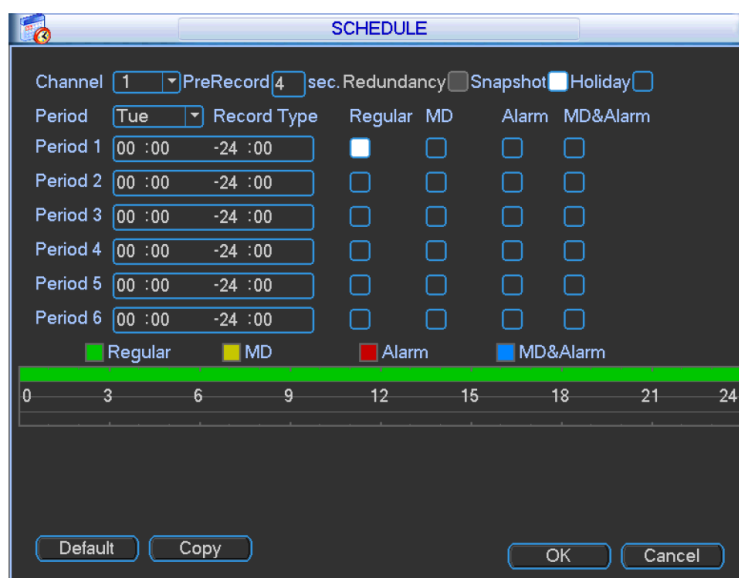 SCHEDULE
Channel 1 PreRecord 4 sec. Redundancy Snapshot Holiday
Period Tue Record Type Regular MD Alarm MD&Alarm
Period 1 00 :00 -24 :00
Period 2 00 :00 -24 :00
Period 3 00 :00 -24 :00
Period 4 00 :00 -24 :00
Period 5 00 :00 -24 :00
Period 6 00 :00 -24 :00
Regular MD Alarm MD&Alarm
0 3 6 9 12 15 18 21 24
Default Copy OK Cancel